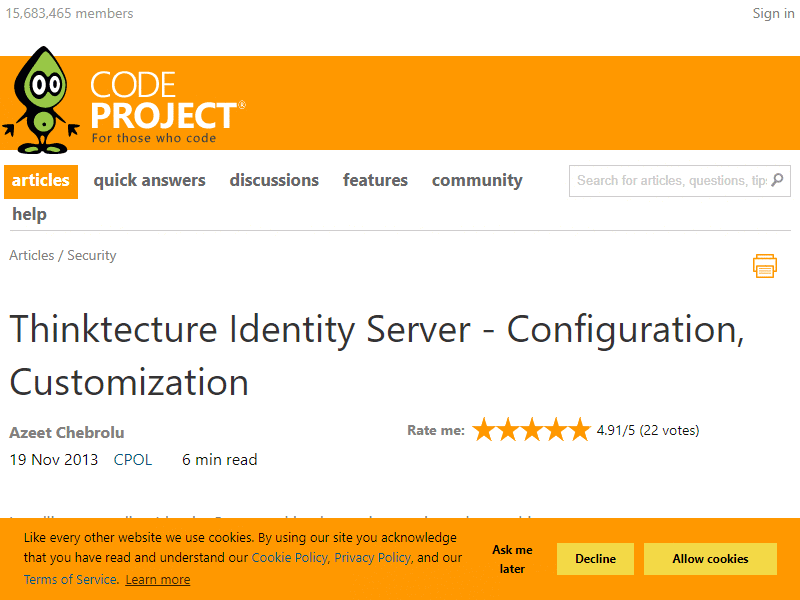 15,683,465 members
Sign in
CODE
PROJECT®
For those who code
articles quick answers discussions features community
Search for articles, questions, tip
help
Articles / Security
Thinktecture Identity Server - Configuration,
Customization
Azeet Chebrolu
Rate me: 4.91/5 (22 votes)
19 Nov 2013 CPOL 6 min read
Like every other website we use cookies. By using our site you acknowledge
that you have read and understand our Cookie Policy, Privacy Policy, and our
Terms of Service. Learn more
Ask me
later
Decline
Allow cookies